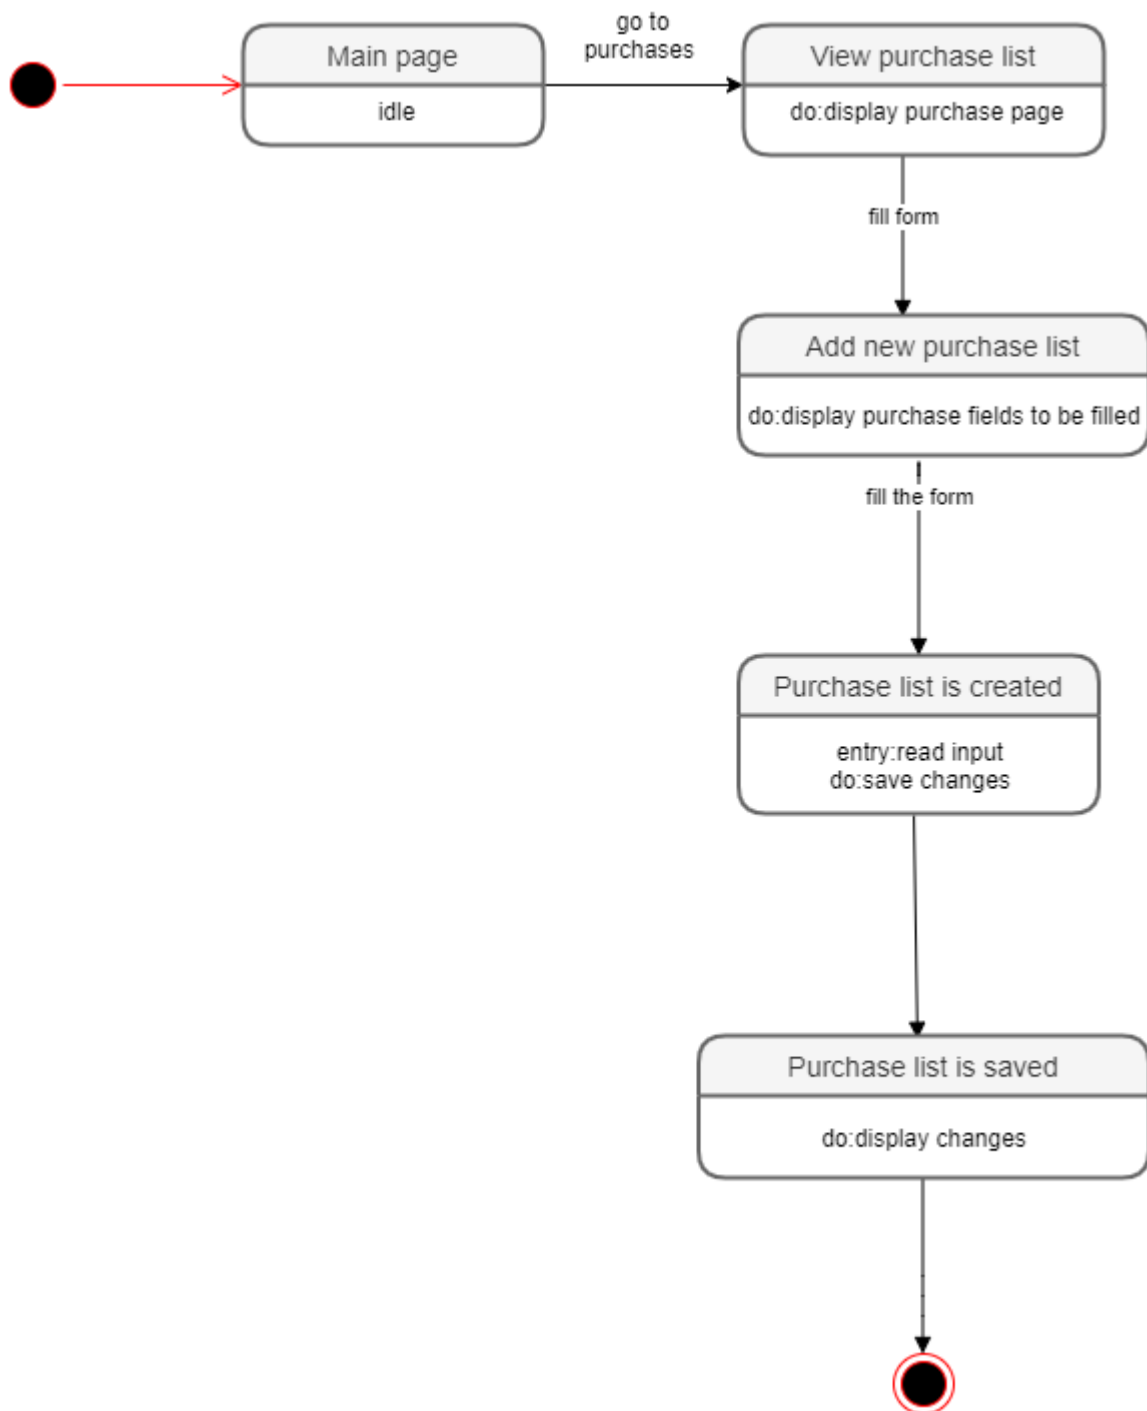 Main page
idle
go to
purchases
View purchase list
do:display purchase page
fill form
Add new purchase list
do:display purchase fields to be filled
fill the form
Purchase list is created
entry:read input
do:save changes
Purchase list is saved
do:display changes